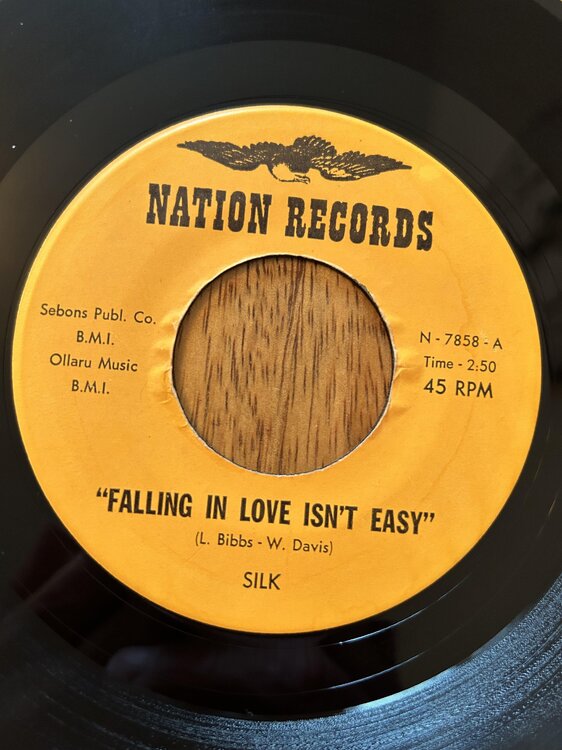 NATION RECORDS
Sebons Publ. Co.
B.M.I.
Ollaru Music
B.M.I.
N - 7858 - A
Time - 2:50
45 RPM
"FALLING IN LOVE ISN'T EASY"
(L. Bibbs - W. Davis)
SILK